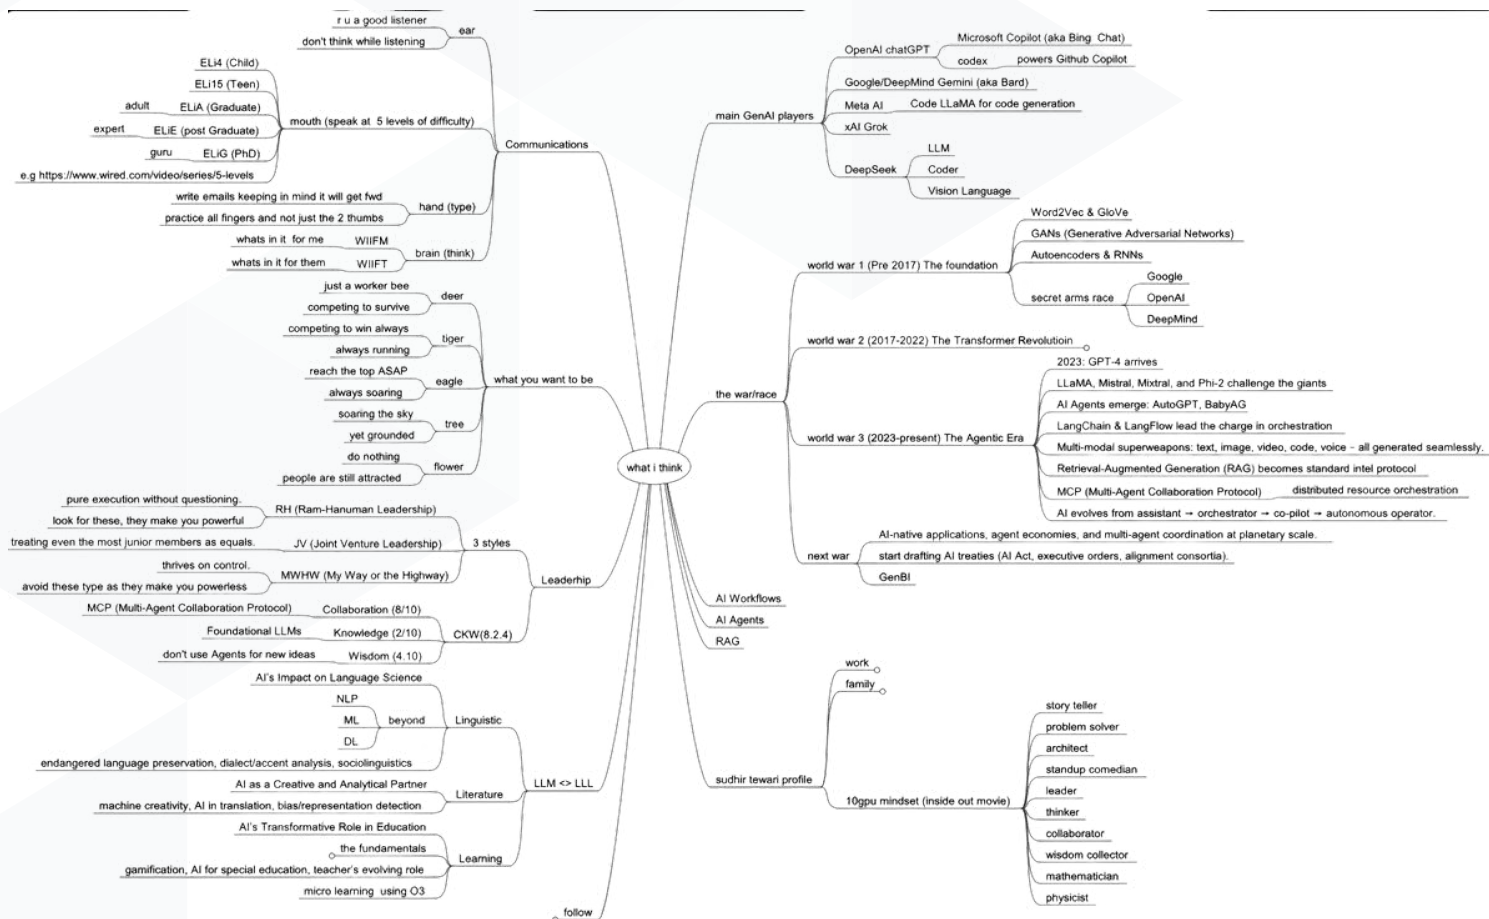 what i think
Communications
ear
r u a good listener
don't think while listening
mouth (speak at 5 levels of difficulty)
ELi4 (Child)
ELi15 (Teen)
ELiA (Graduate)
adult
ELiE (post Graduate)
expert
ELiG (PhD)
guru
e.g https://www.wired.com/video/series/5-levels
hand (type)
write emails keeping in mind it will get fwd
practice all fingers and not just the 2 thumbs
brain (think)
WIIFM
whats in it for me
WIIFT
whats in it for them
what you want to be
deer
just a worker bee
competing to survive
tiger
competing to win always
always running
eagle
reach the top ASAP
always soaring
tree
soaring the sky
yet grounded
flower
do nothing
people are still attracted
Leaderhip
3 styles
RH (Ram-Hanuman Leadership)
pure execution without questioning.
look for these, they make you powerful
JV (Joint Venture Leadership)
treating even the most junior members as equals.
MWHW (My Way or the Highway)
thrives on control.
avoid these type as they make you powerless
CKW(8.2.4)
Collaboration (8/10)
MCP (Multi-Agent Collaboration Protocol)
Knowledge (2/10)
Foundational LLMs
Wisdom (4.10)
don't use Agents for new ideas
LLM <> LLL
Linguistic
AI's Impact on Language Science
beyond
NLP
ML
DL
endangered language preservation, dialect/accent analysis, sociolinguistics
Literature
AI as a Creative and Analytical Partner
machine creativity, AI in translation, bias/representation detection
Learning
AI's Transformative Role in Education
the fundamentals
gamification, AI for special education, teacher's evolving role
micro learning using O3
follow
main GenAI players
OpenAI chatGPT
Microsoft Copilot (aka Bing Chat)
codex
powers Github Copilot
Google/DeepMind Gemini (aka Bard)
Meta AI
Code LLaMA for code generation
xAI Grok
DeepSeek
LLM
Coder
Vision Language
the war/race
world war 1 (Pre 2017) The foundation
Word2Vec & GloVe
GANs (Generative Adversarial Networks)
Autoencoders & RNNs
secret arms race
Google
OpenAI
DeepMind
world war 2 (2017-2022) The Transformer Revolutioin
world war 3 (2023-present) The Agentic Era
2023: GPT-4 arrives
LLaMA, Mistral, Mixtral, and Phi-2 challenge the giants
AI Agents emerge: AutoGPT, BabyAG
LangChain & LangFlow lead the charge in orchestration
Multi-modal superweapons: text, image, video, code, voice – all generated seamlessly.
Retrieval-Augmented Generation (RAG) becomes standard intel protocol
MCP (Multi-Agent Collaboration Protocol)
distributed resource orchestration
AI evolves from assistant → orchestrator → co-pilot → autonomous operator.
next war
AI-native applications, agent economies, and multi-agent coordination at planetary scale.
start drafting AI treaties (AI Act, executive orders, alignment consortia).
GenBI
AI Workflows
AI Agents
RAG
sudhir tewari profile
work
family
10gpu mindset (inside out movie)
story teller
problem solver
architect
standup comedian
leader
thinker
collaborator
wisdom collector
mathematician
physicist